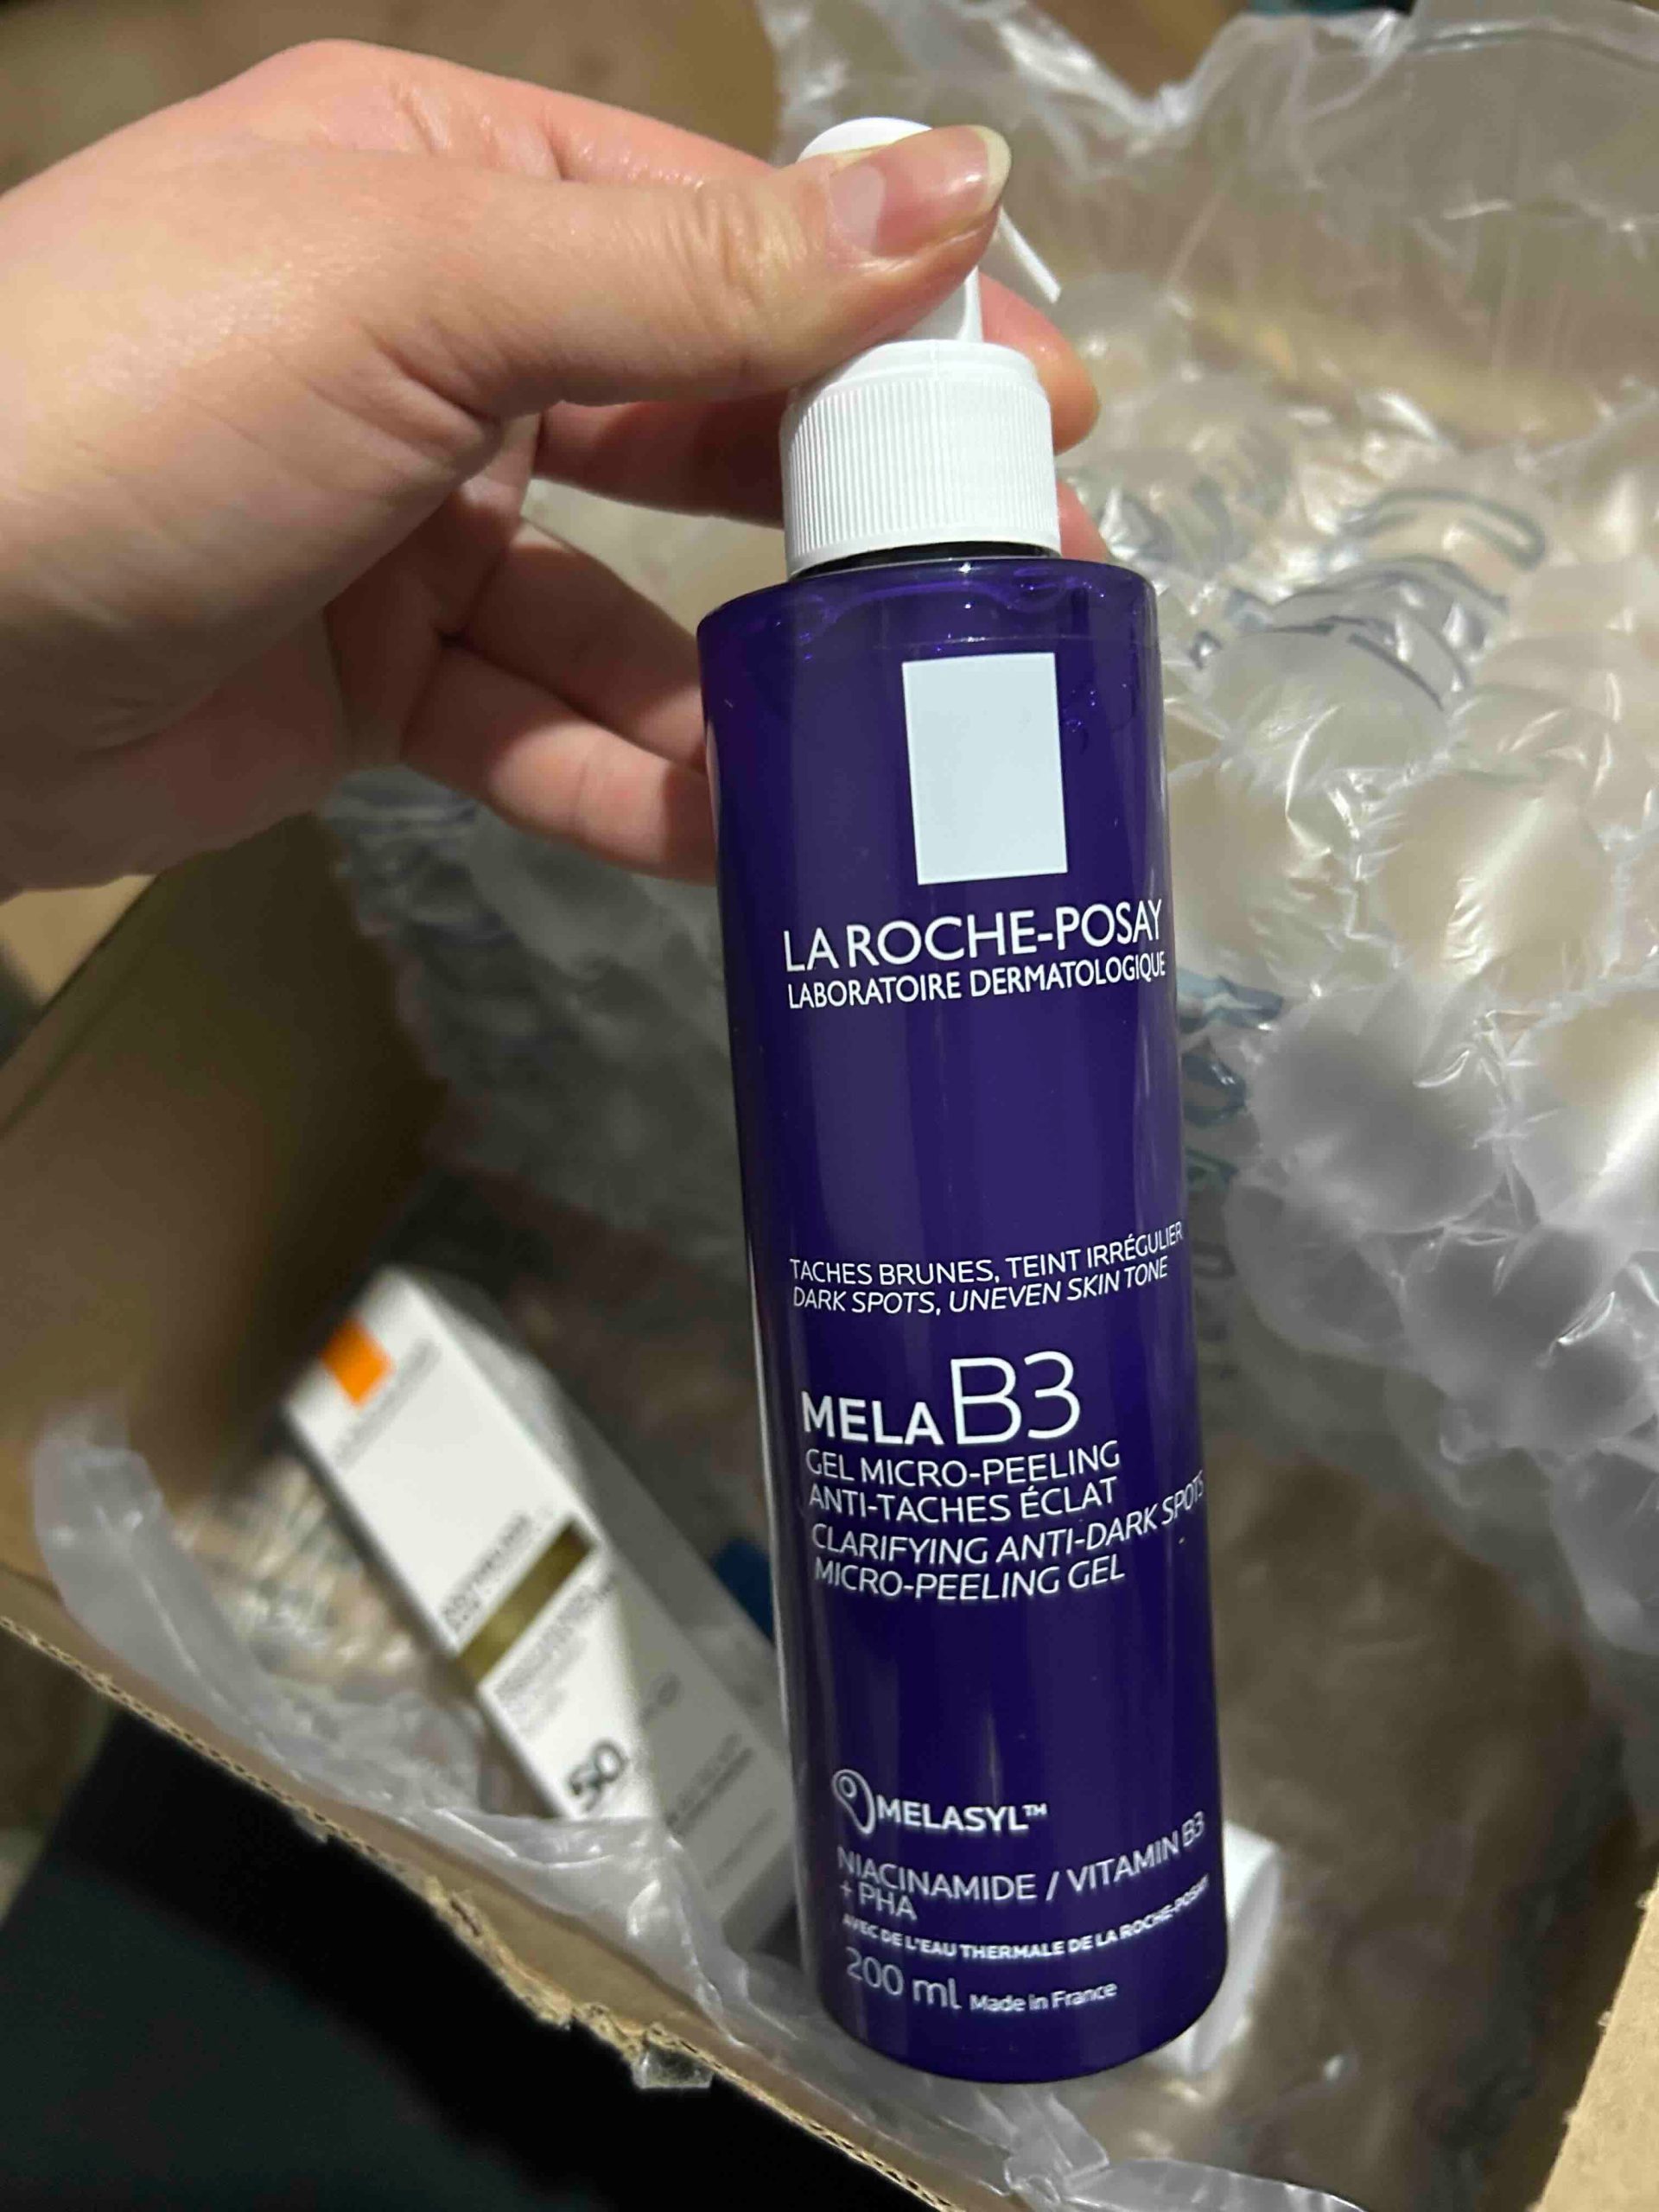 LA ROCHE-POSAY
LABORATOIRE DERMATOLOGIQUE
TACHES BRUNES, TEINT IRRÉGULIER
DARK SPOTS, UNEVEN SKIN TONE
MELA B3
GEL MICRO-PEELING
ANTI-TACHES ÉCLAT
CLARIFYING ANTI-DARK SPOTS
MICRO-PEELING GEL
MELASYL™
NIACINAMIDE / VITAMIN B3
+ PHA
AVEC DE L'EAU THERMALE DE LA ROCHE-POSAY
200 ml Made in France
50